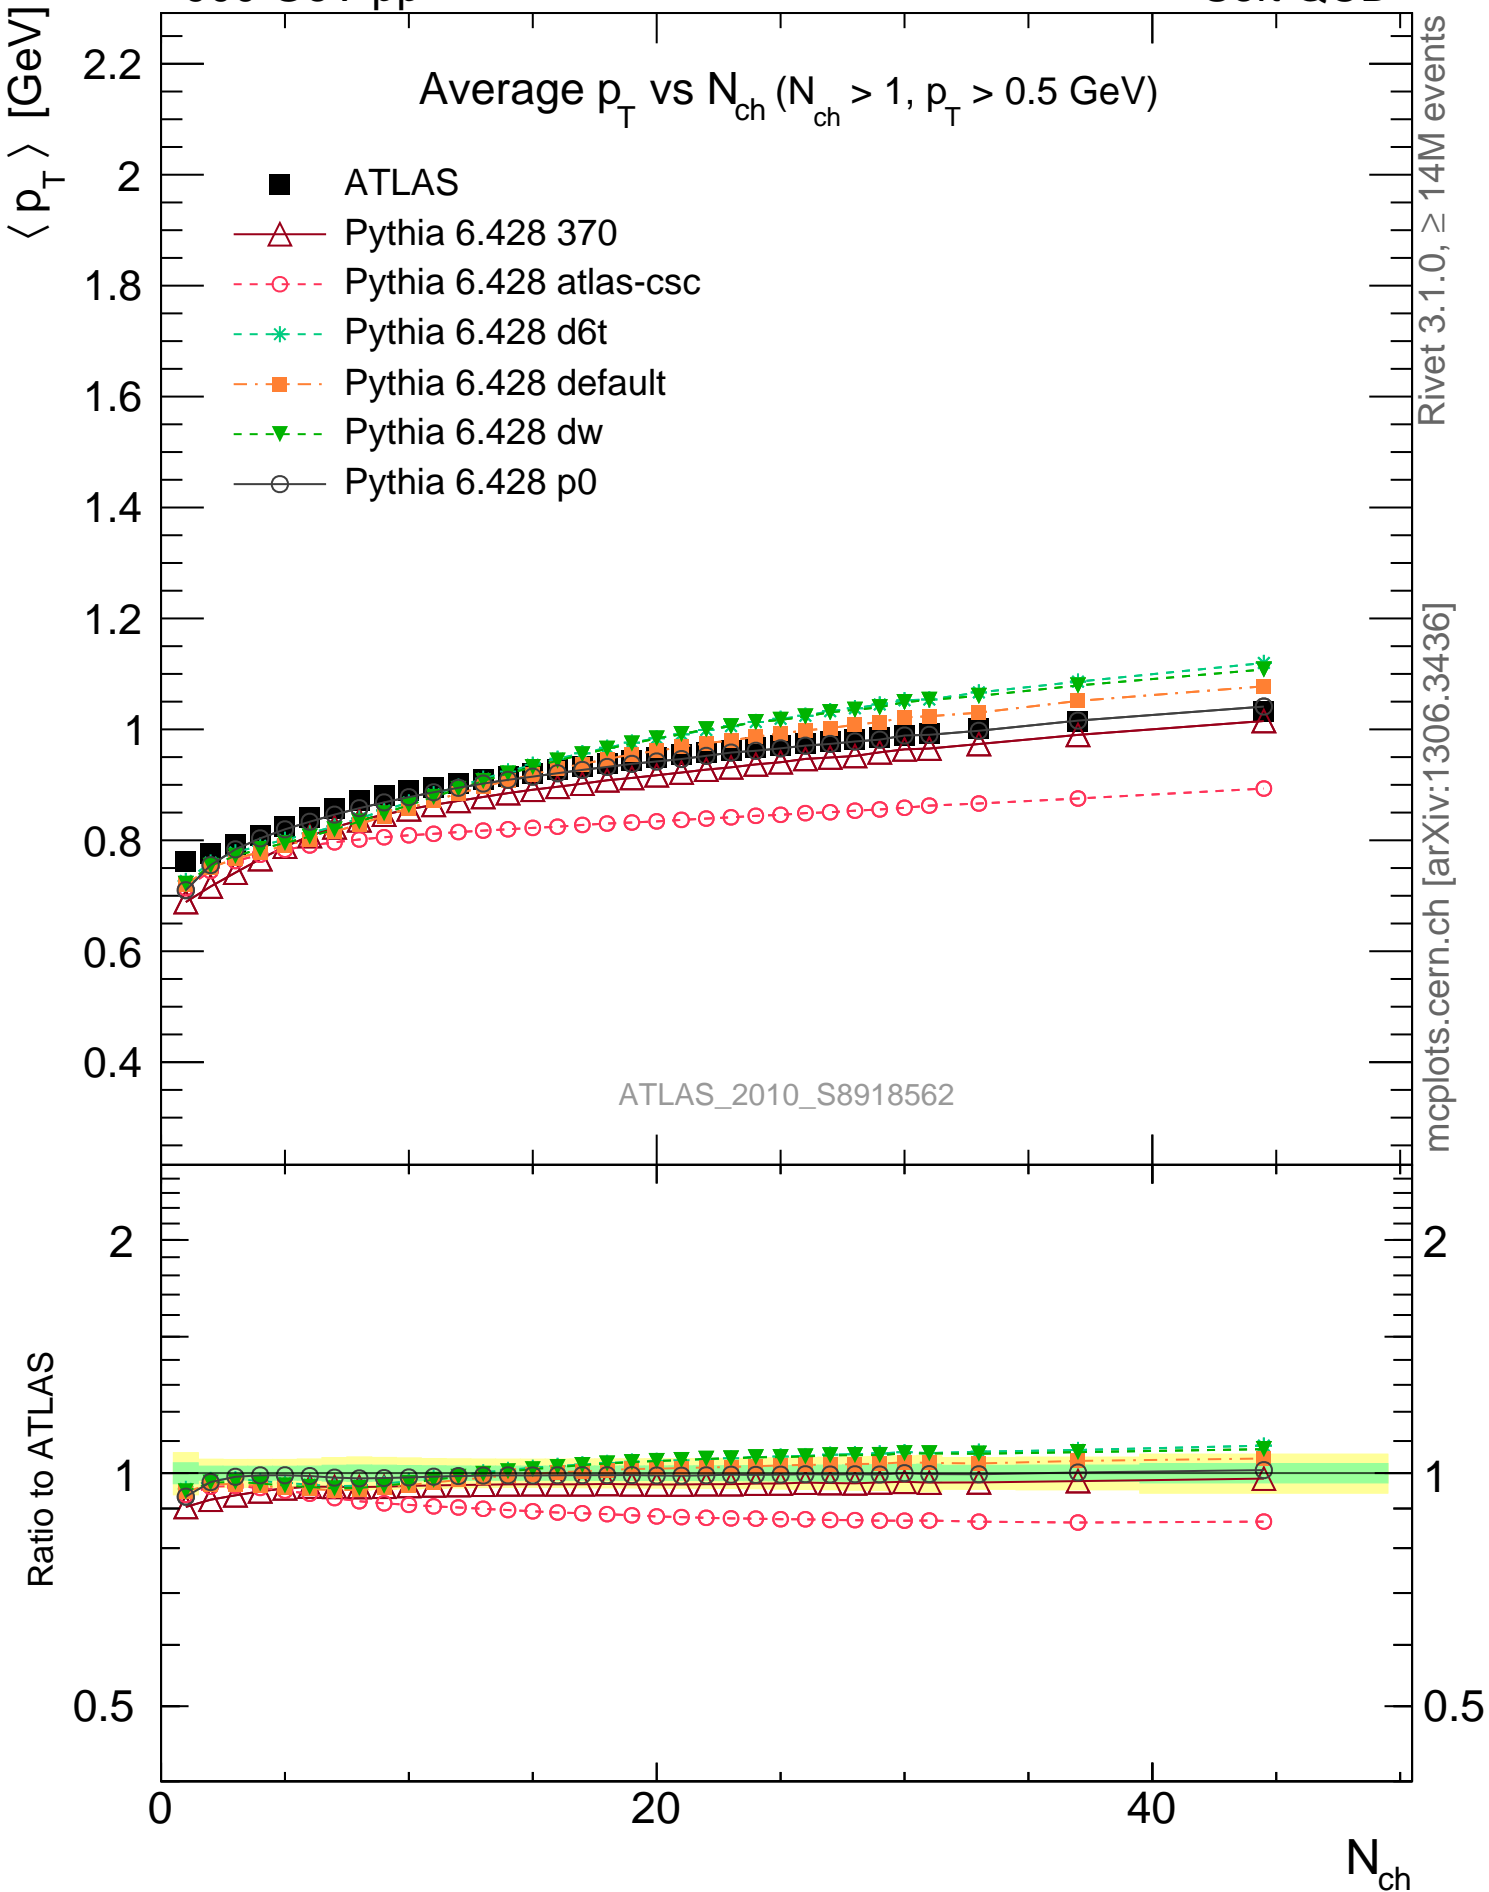 ⟨ p_T ⟩ [GeV]
Average p_T vs N_ch (N_ch > 1, p_T > 0.5 GeV)
ATLAS
Pythia 6.428 370
Pythia 6.428 atlas-csc
Pythia 6.428 d6t
Pythia 6.428 default
Pythia 6.428 dw
Pythia 6.428 p0
2.2
2
1.8
1.6
1.4
1.2
1
0.8
0.6
0.4
ATLAS_2010_S8918562
Rivet 3.1.0, ≥ 14M events
mcplots.cern.ch [arXiv:1306.3436]
Ratio to ATLAS
2
1
0.5
2
1
0.5
0
20
40
N_ch